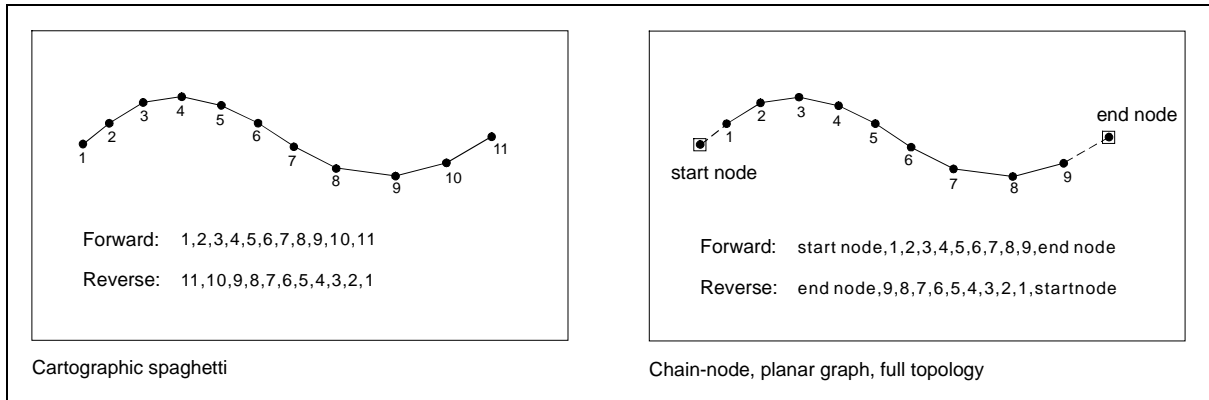 1
2
3
4
5
6
7
8
9
10
11
Forward: 1,2,3,4,5,6,7,8,9,10,11
Reverse: 11,10,9,8,7,6,5,4,3,2,1
Cartographic spaghetti
start node
1
2
3
4
5
6
7
8
9
end node
Forward: start node,1,2,3,4,5,6,7,8,9,end node
Reverse: end node,9,8,7,6,5,4,3,2,1,startnode
Chain-node, planar graph, full topology